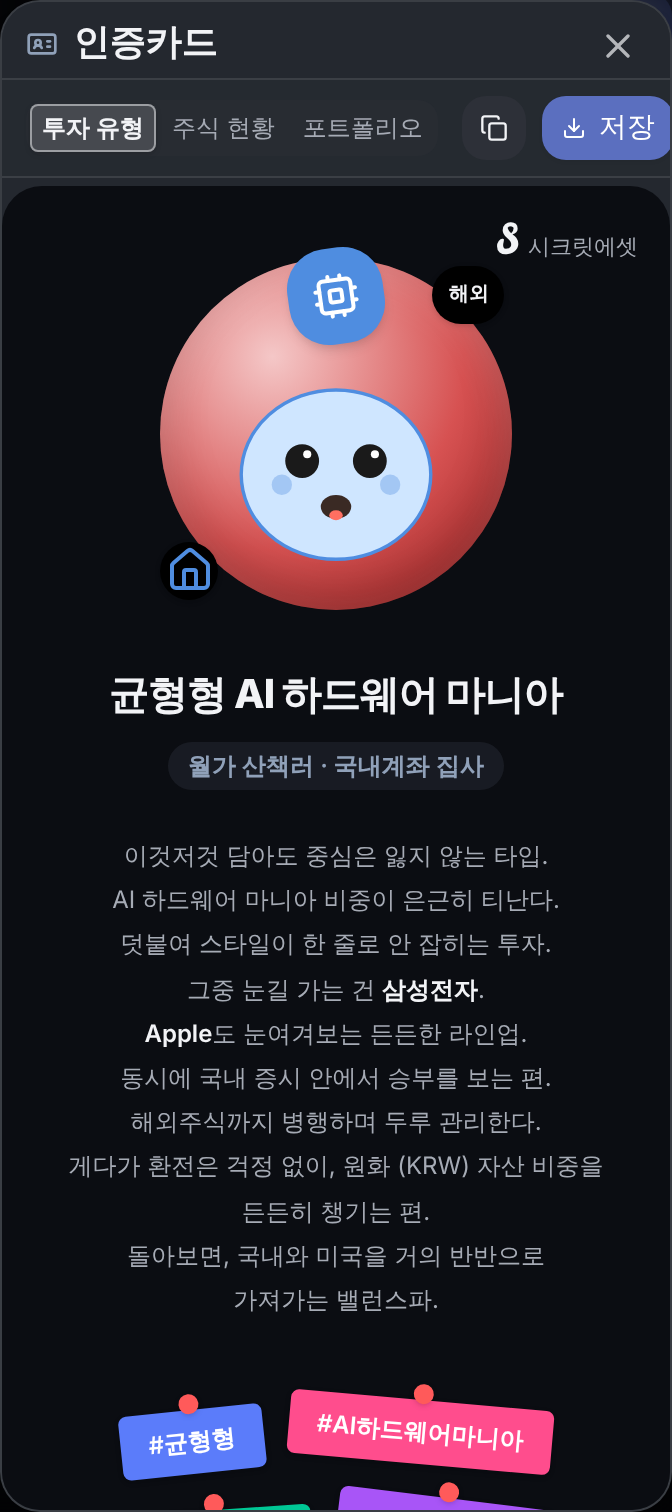 인증카드
투자 유형 주식 현황 포트폴리오 저장
시크릿에셋
해외
균형형 AI 하드웨어 마니아
월가 산책러 · 국내계좌 집사
이것저것 담아도 중심은 잃지 않는 타입.
AI 하드웨어 마니아 비중이 은근히 티난다.
덧붙여 스타일이 한 줄로 안 잡히는 투자.
그중 눈길 가는 건 삼성전자.
Apple도 눈여겨보는 든든한 라인업.
동시에 국내 증시 안에서 승부를 보는 편.
해외주식까지 병행하며 두루 관리한다.
게다가 환전은 걱정 없이, 원화 (KRW) 자산 비중을
든든히 챙기는 편.
돌아보면, 국내와 미국을 거의 반반으로
가져가는 밸런스파.
#균형형
#AI하드웨어마니아